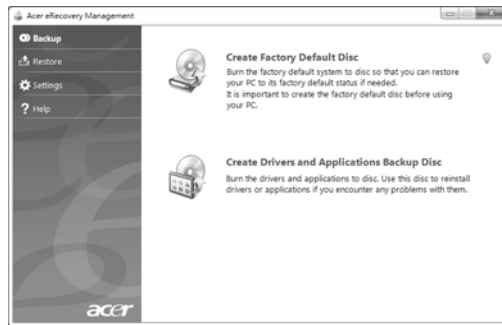 Acer eRecovery Management
Backup
Restore
Settings
Help
Create Factory Default Disc
Burn the factory default system to disc so that you can restore
your PC to its factory default status if needed.
It is important to create the factory default disc before using
your PC.
Create Drivers and Applications Backup Disc
Burn the drivers and applications to disc. Use this disc to reinstall
drivers or applications if you encounter any problems with them.
acer